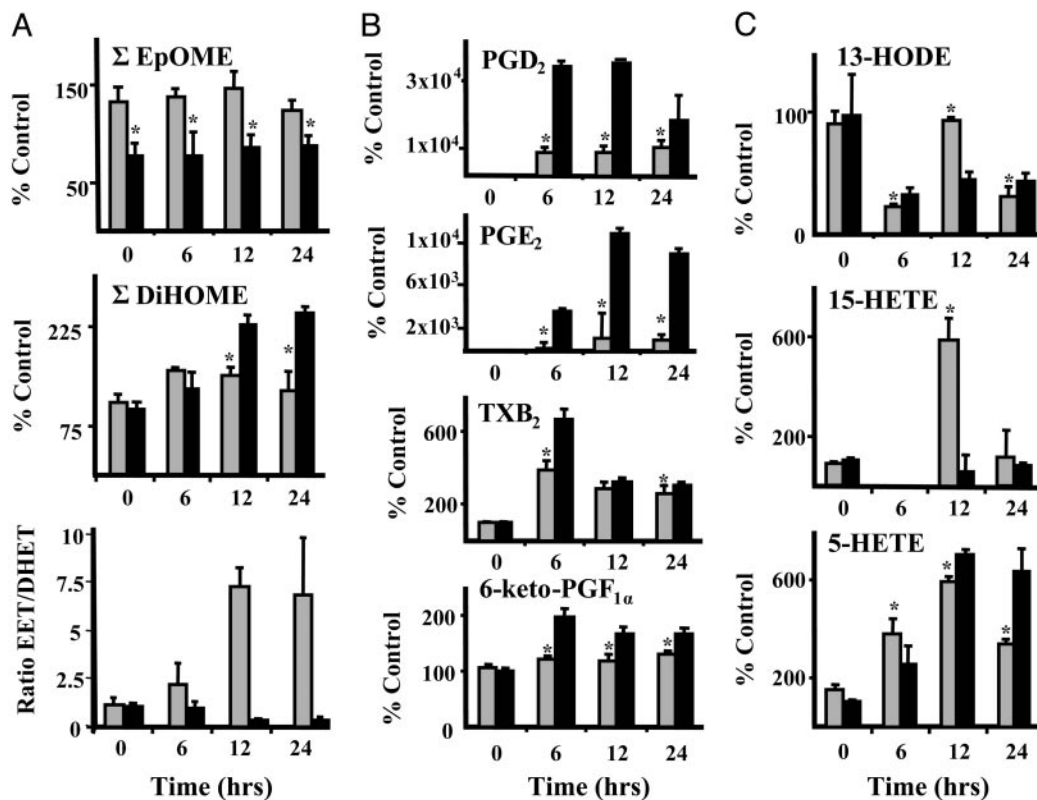 A
Σ EpOME
% Control
150
50
*
*
*
*
0 6 12 24
Σ DiHOME
% Control
225
75
*
*
0 6 12 24
Ratio EET/DHET
10
7.5
5
2.5
0
0 6 12 24
Time (hrs)
B
PGD₂
% Control
3x10⁴
1x10⁴
*
*
*
0 6 12 24
PGE₂
% Control
1x10⁴
6x10³
2x10³
*
*
*
0 6 12 24
TXB₂
% Control
600
200
*
*
0 6 12 24
6-keto-PGF₁α
% Control
200
100
0
*
*
*
0 6 12 24
Time (hrs)
C
13-HODE
% Control
100
0
*
*
*
0 6 12 24
15-HETE
% Control
600
200
*
0 6 12 24
5-HETE
% Control
600
200
*
*
*
0 6 12 24
Time (hrs)